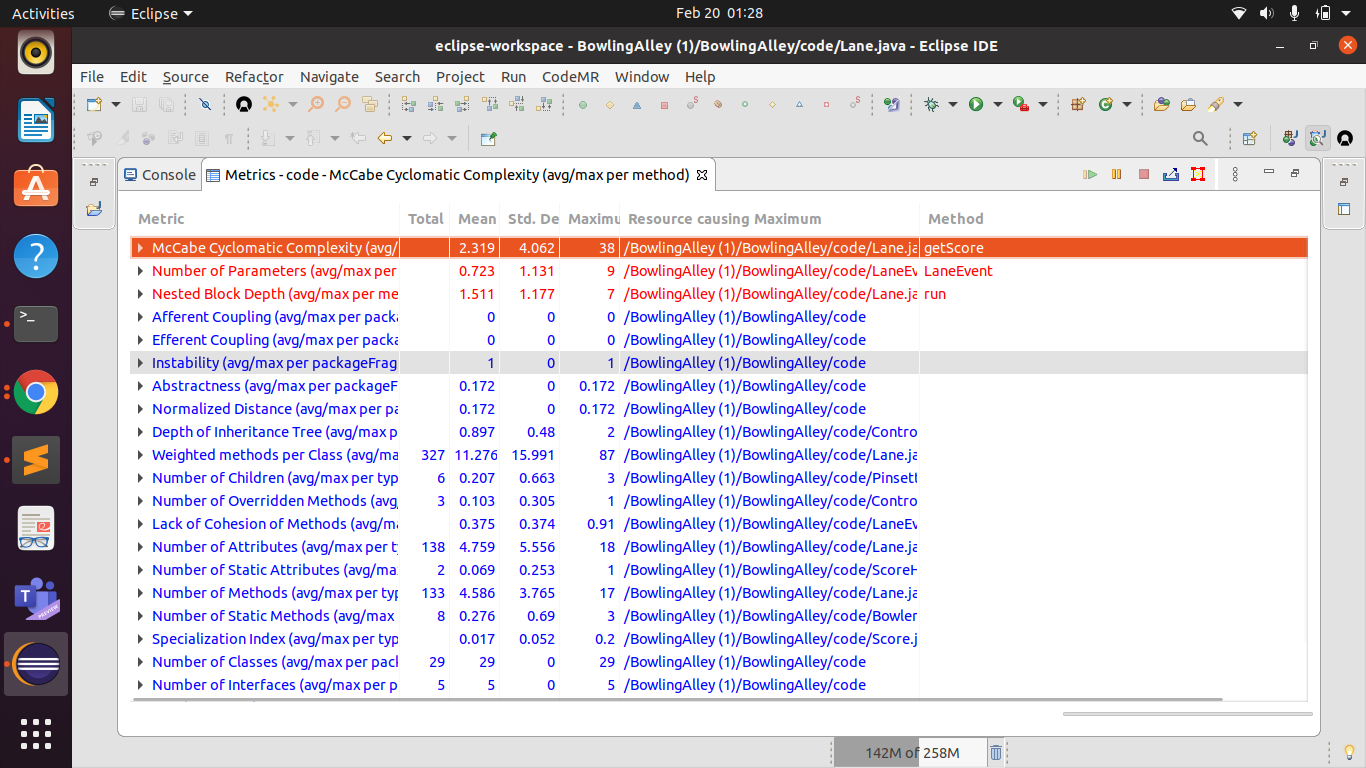 Activities Eclipse Feb 20 01:28
eclipse-workspace - BowlingAlley (1)/BowlingAlley/code/Lane.java - Eclipse IDE
File Edit Source Refactor Navigate Search Project Run CodeMR Window Help
Console Metrics - code - McCabe Cyclomatic Complexity (avg/max per method)
Metric Total Mean Std. De Maximu Resource causing Maximum Method
McCabe Cyclomatic Complexity (avg/ 2.319 4.062 38 /BowlingAlley (1)/BowlingAlley/code/Lane.ja getScore
Number of Parameters (avg/max per 0.723 1.131 9 /BowlingAlley (1)/BowlingAlley/code/LaneEv LaneEvent
Nested Block Depth (avg/max per me 1.511 1.177 7 /BowlingAlley (1)/BowlingAlley/code/Lane.ja run
Afferent Coupling (avg/max per packa 0 0 0 /BowlingAlley (1)/BowlingAlley/code
Efferent Coupling (avg/max per packa 0 0 0 /BowlingAlley (1)/BowlingAlley/code
Instability (avg/max per packageFrag 1 0 1 /BowlingAlley (1)/BowlingAlley/code
Abstractness (avg/max per packageF 0.172 0 0.172 /BowlingAlley (1)/BowlingAlley/code
Normalized Distance (avg/max per pa 0.172 0 0.172 /BowlingAlley (1)/BowlingAlley/code
Depth of Inheritance Tree (avg/max p 0.897 0.48 2 /BowlingAlley (1)/BowlingAlley/code/Contro
Weighted methods per Class (avg/ma 327 11.276 15.991 87 /BowlingAlley (1)/BowlingAlley/code/Lane.ja
Number of Children (avg/max per typ 6 0.207 0.663 3 /BowlingAlley (1)/BowlingAlley/code/Pinsett
Number of Overridden Methods (avg, 3 0.103 0.305 1 /BowlingAlley (1)/BowlingAlley/code/Contro
Lack of Cohesion of Methods (avg/ma 0.375 0.374 0.91 /BowlingAlley (1)/BowlingAlley/code/LaneEv
Number of Attributes (avg/max per ty 138 4.759 5.556 18 /BowlingAlley (1)/BowlingAlley/code/Lane.ja
Number of Static Attributes (avg/ma 2 0.069 0.253 1 /BowlingAlley (1)/BowlingAlley/code/ScoreH
Number of Methods (avg/max per typ 133 4.586 3.765 17 /BowlingAlley (1)/BowlingAlley/code/Lane.ja
Number of Static Methods (avg/max 8 0.276 0.69 3 /BowlingAlley (1)/BowlingAlley/code/Bowler
Specialization Index (avg/max per typ 0.017 0.052 0.2 /BowlingAlley (1)/BowlingAlley/code/Score.j
Number of Classes (avg/max per pack 29 29 0 29 /BowlingAlley (1)/BowlingAlley/code
Number of Interfaces (avg/max per p 5 5 0 5 /BowlingAlley (1)/BowlingAlley/code
142M of 258M